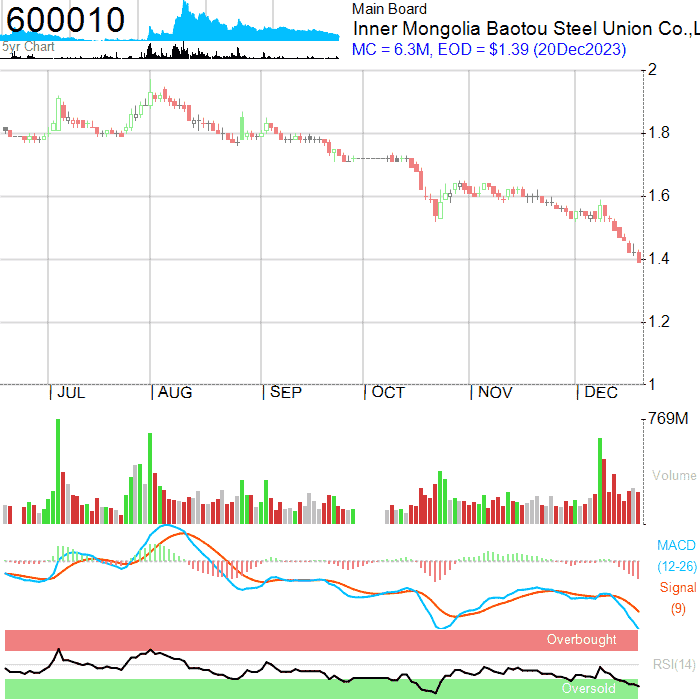 600010
5yr Chart
Main Board
Inner Mongolia Baotou Steel Union Co.,L
MC = 6.3M, EOD = $1.39 (20Dec2023)
2
1.8
1.6
1.4
1.2
1
JUL AUG SEP OCT NOV DEC
769M
Volume
MACD
(12-26)
Signal
(9)
Overbought
RSI(14)
Oversold